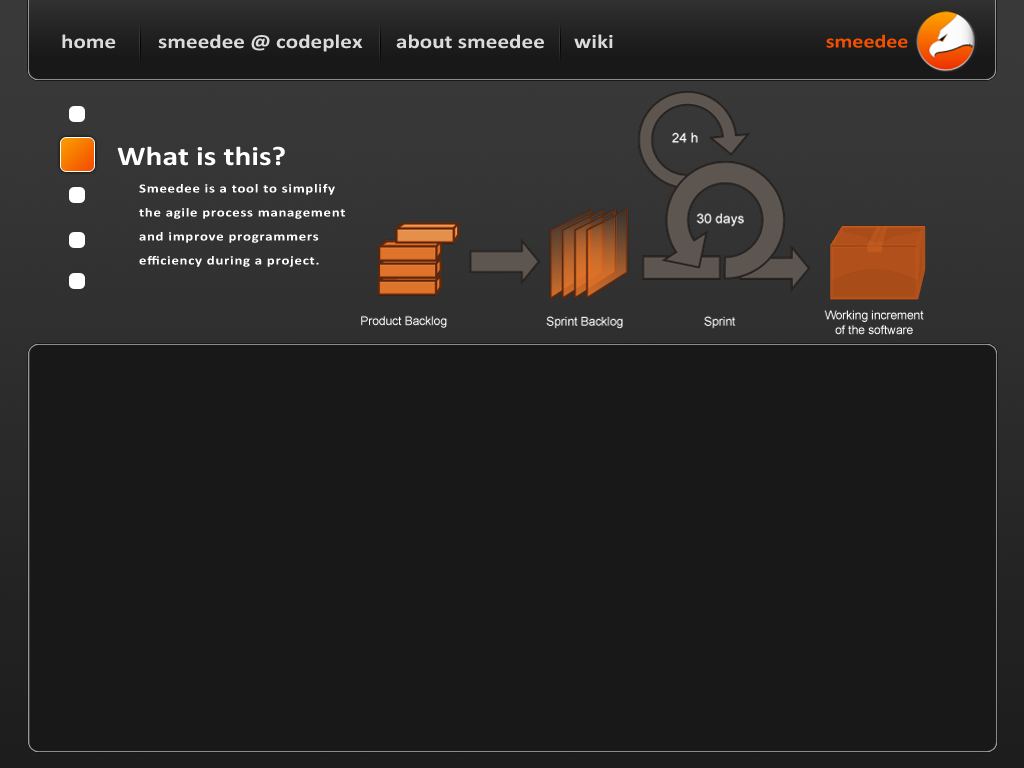 home
smeedee @ codeplex
about smeedee
wiki
smeedee
What is this?
Smeedee is a tool to simplify
the agile process management
and improve programmers
efficiency during a project.
24 h
30 days
Product Backlog
Sprint Backlog
Sprint
Working increment
of the software